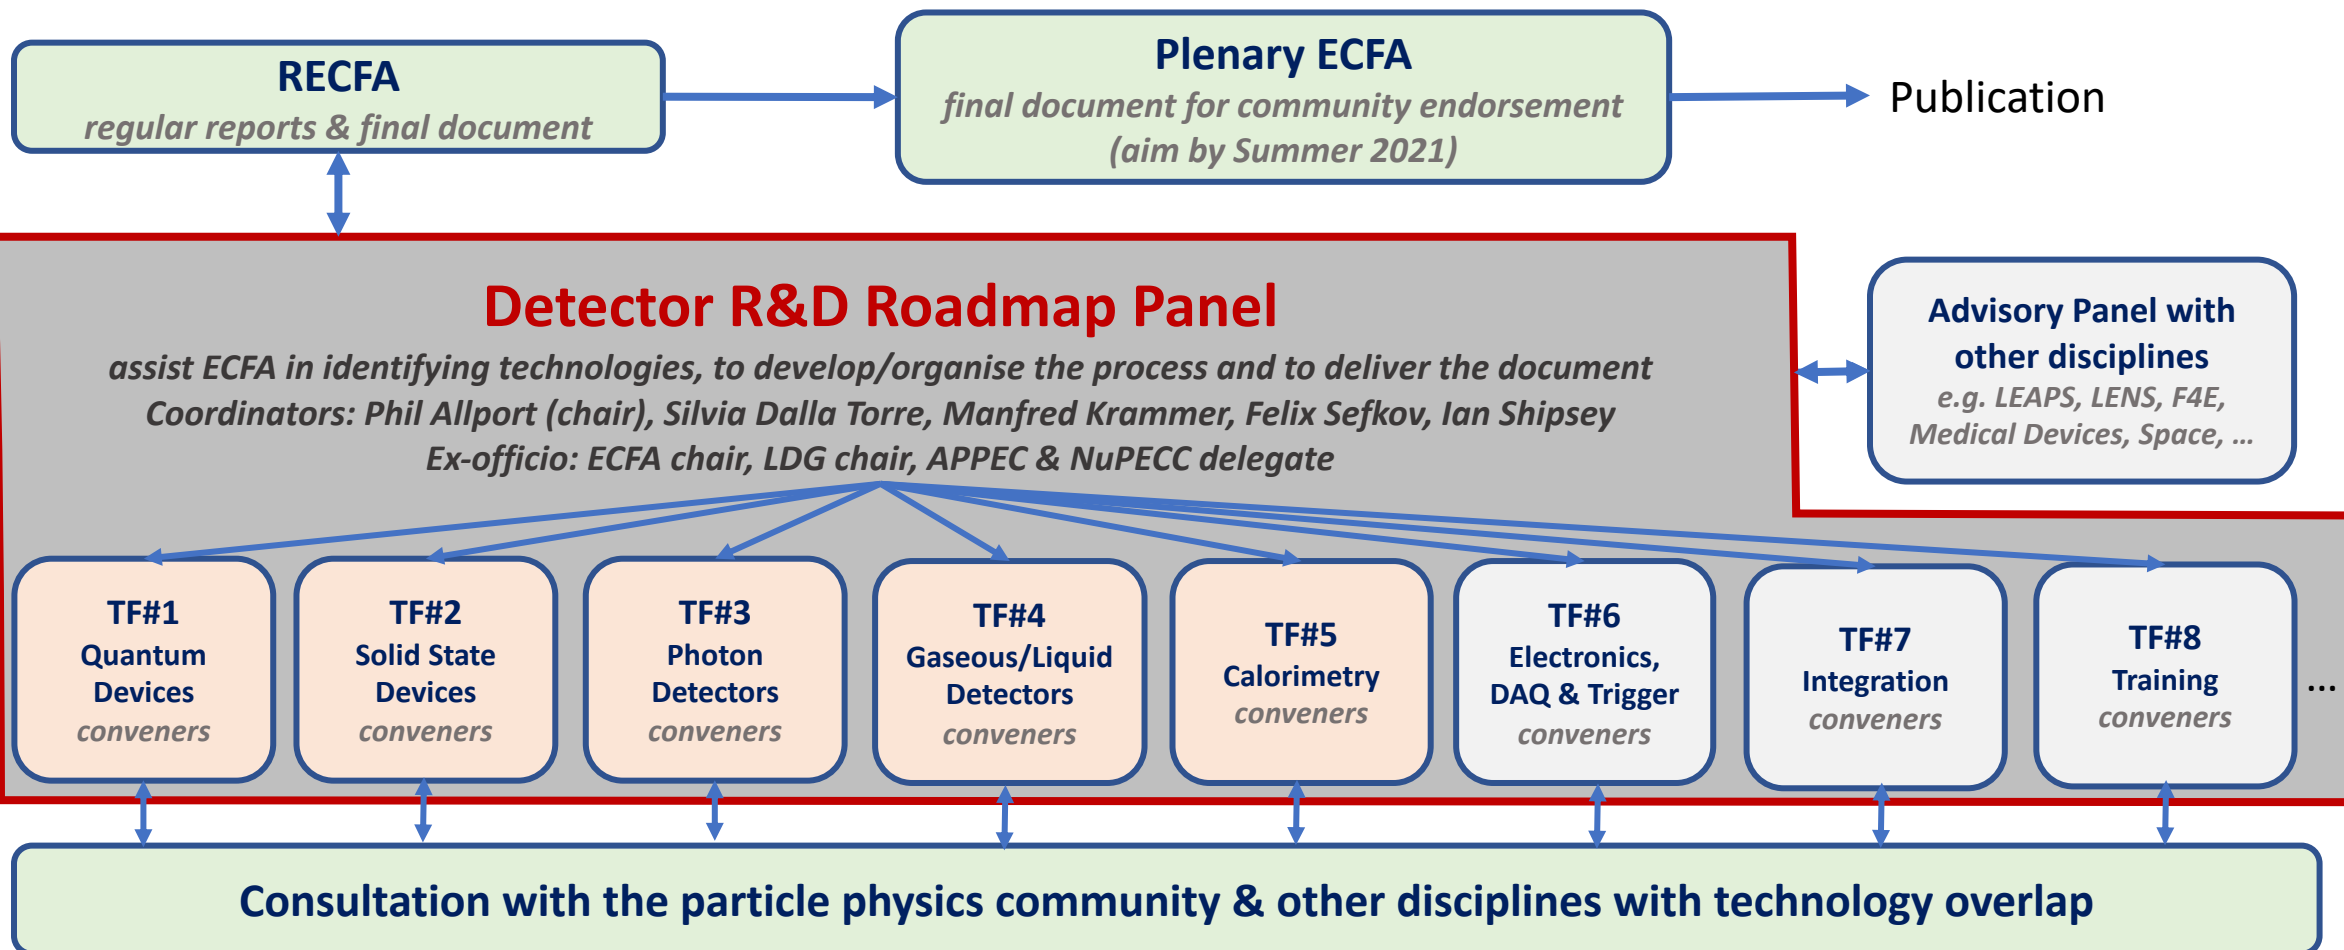 RECFA
regular reports & final document
Plenary ECFA
final document for community endorsement
(aim by Summer 2021)
Publication
Detector R&D Roadmap Panel
assist ECFA in identifying technologies, to develop/organise the process and to deliver the document
Coordinators: Phil Allport (chair), Silvia Dalla Torre, Manfred Krammer, Felix Sefkov, Ian Shipsey
Ex-officio: ECFA chair, LDG chair, APPEC & NuPECC delegate
Advisory Panel with
other disciplines
e.g. LEAPS, LENS, F4E,
Medical Devices, Space, …
TF#1
Quantum
Devices
conveners
TF#2
Solid State
Devices
conveners
TF#3
Photon
Detectors
conveners
TF#4
Gaseous/Liquid
Detectors
conveners
TF#5
Calorimetry
conveners
TF#6
Electronics,
DAQ & Trigger
conveners
TF#7
Integration
conveners
TF#8
Training
conveners
…
Consultation with the particle physics community & other disciplines with technology overlap